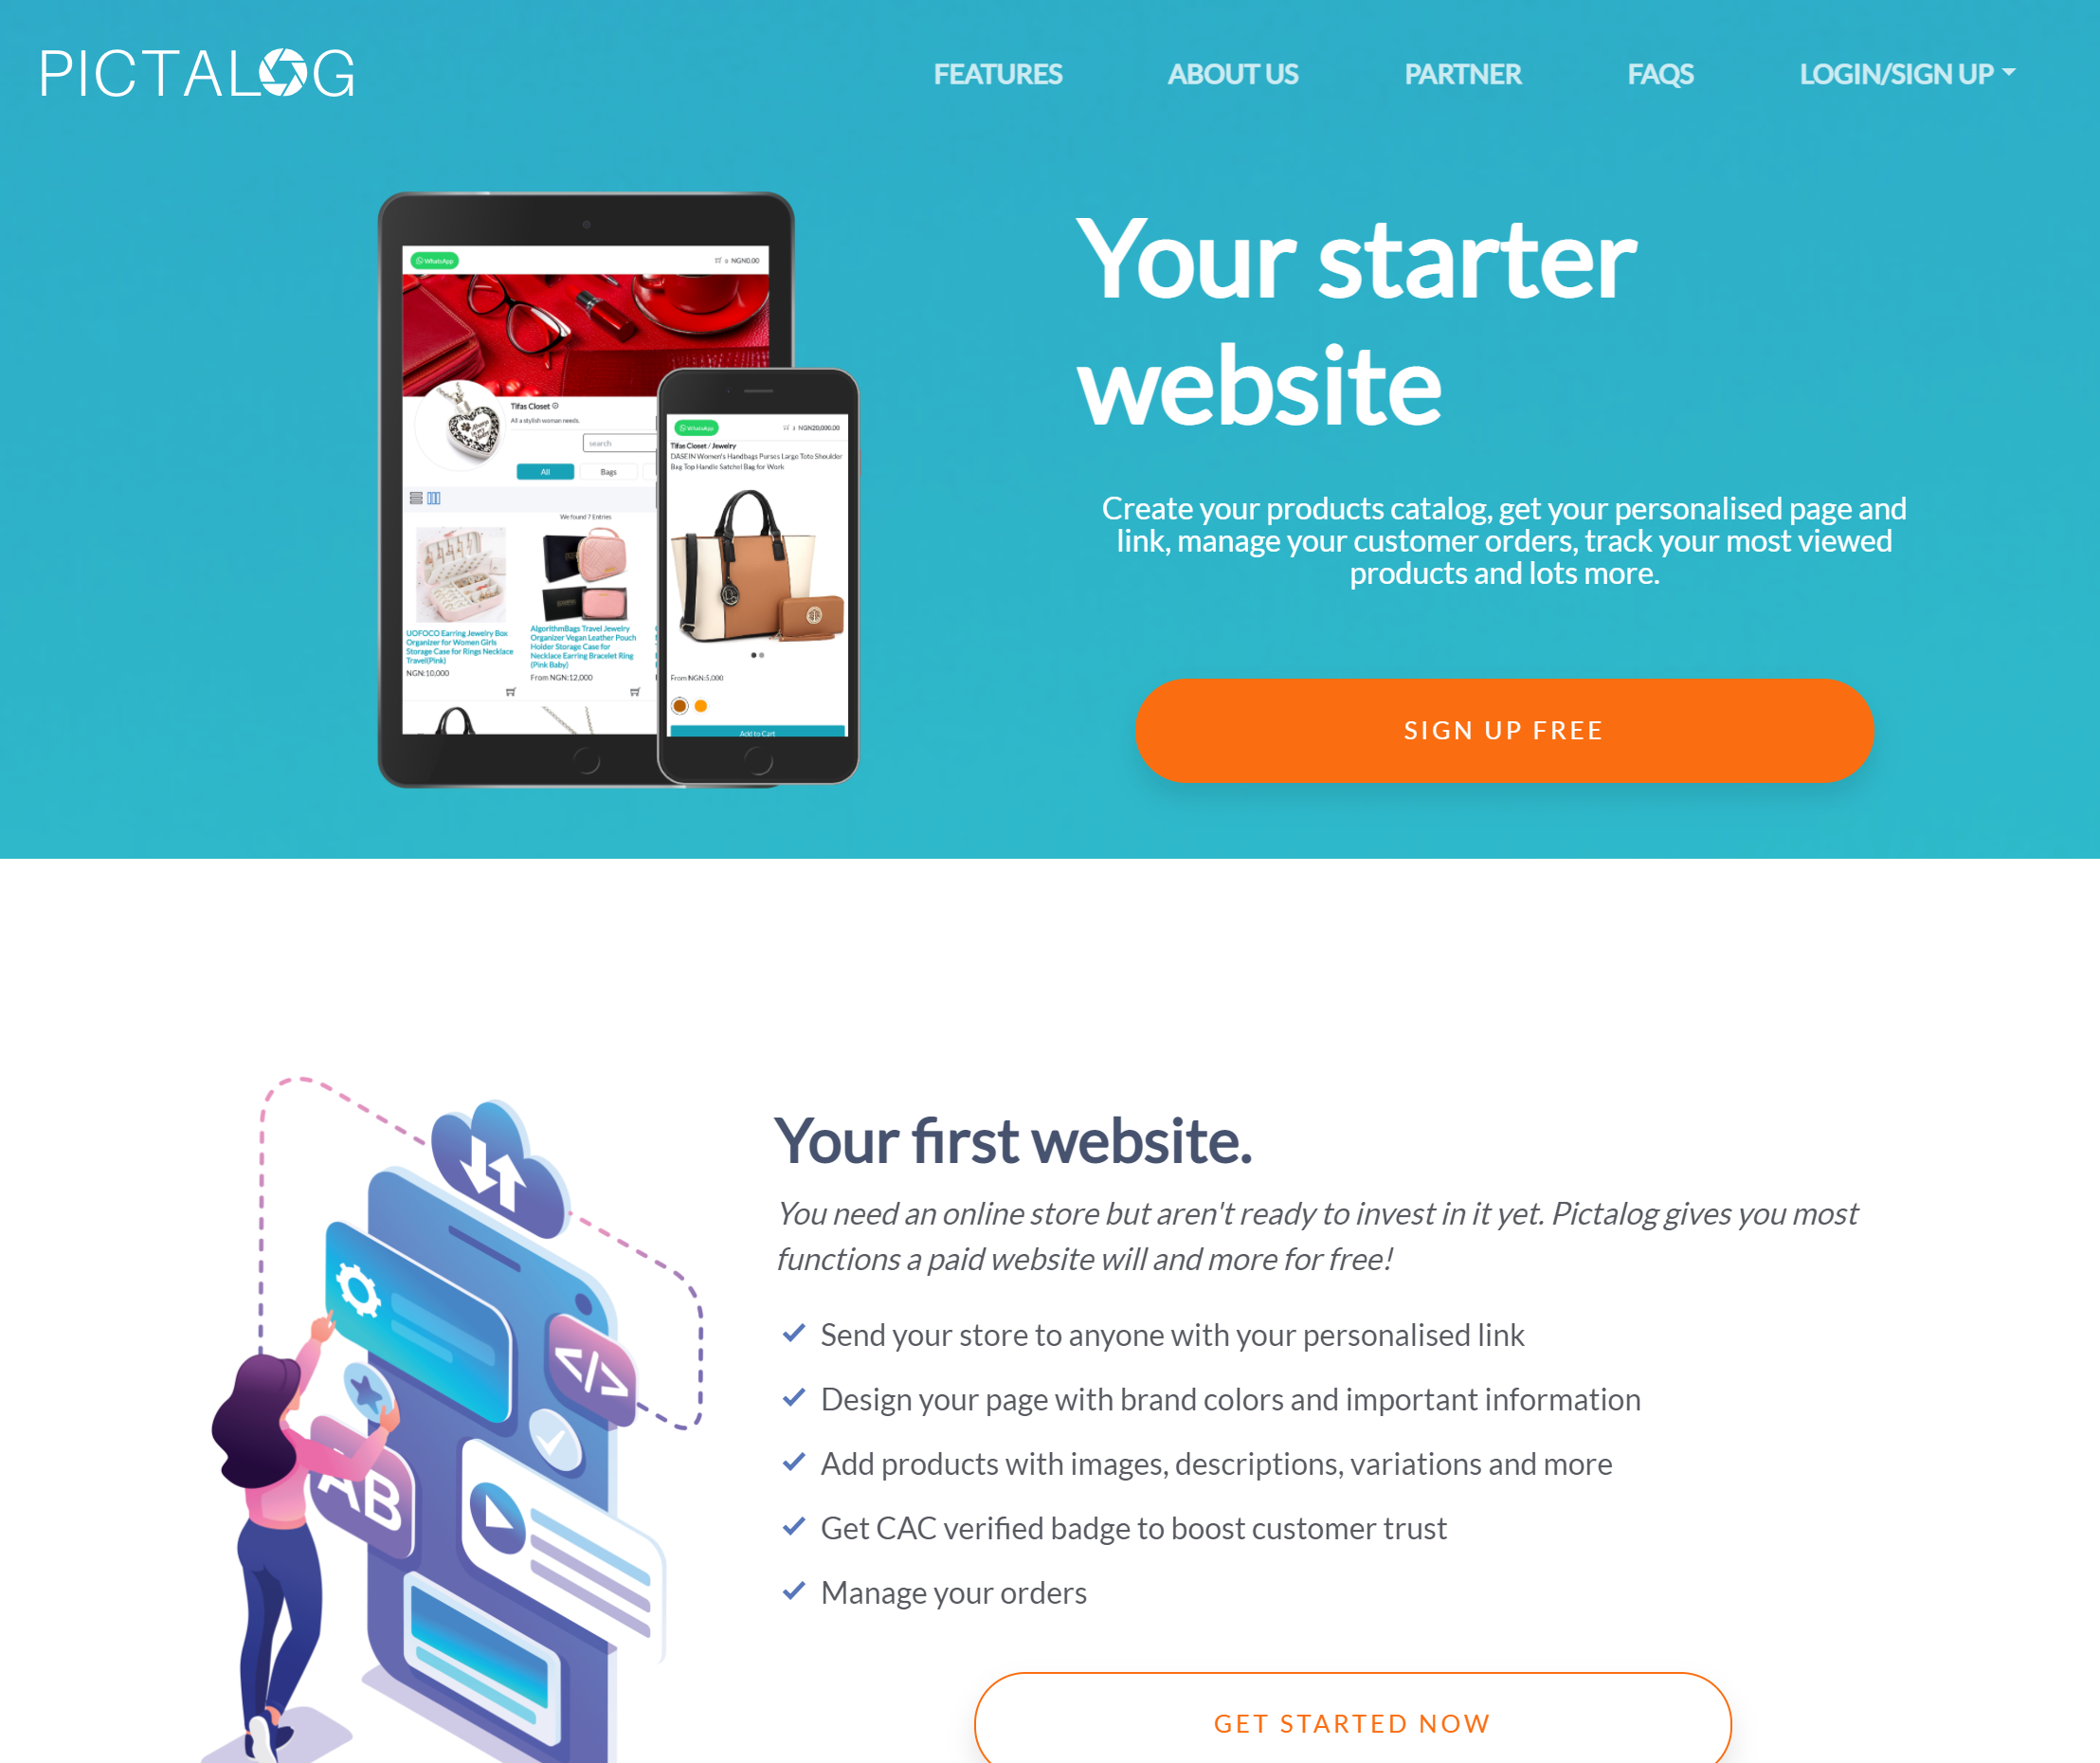 PICTALOG
FEATURES
ABOUT US
PARTNER
FAQS
LOGIN/SIGN UP
WhatsApp
NGN0.00
Tifas Closet
All a stylish woman needs.
search
All
Bags
We found 7 Entries
UOFOCO Earring Jewelry Box
Organizer for Women Girls
Storage Case for Rings Necklace
Travel(Pink)
NGN:10,000
AlgorithmBags Travel Jewelry
Organizer Vegan Leather Pouch
Holder Storage Case for
Necklace Earring Bracelet Ring
(Pink Baby)
From NGN:12,000
WhatsApp
NGN20,000.00
Tifas Closet / Jewelry
DASEIN Women's Handbags Purses Large Tote Shoulder
Bag Top Handle Satchel Bag for Work
From NGN:5,000
Add to Cart
Your starter
website
Create your products catalog, get your personalised page and
link, manage your customer orders, track your most viewed
products and lots more.
SIGN UP FREE
AB
Your first website.
You need an online store but aren't ready to invest in it yet. Pictalog gives you most
functions a paid website will and more for free!
Send your store to anyone with your personalised link
Design your page with brand colors and important information
Add products with images, descriptions, variations and more
Get CAC verified badge to boost customer trust
Manage your orders
GET STARTED NOW